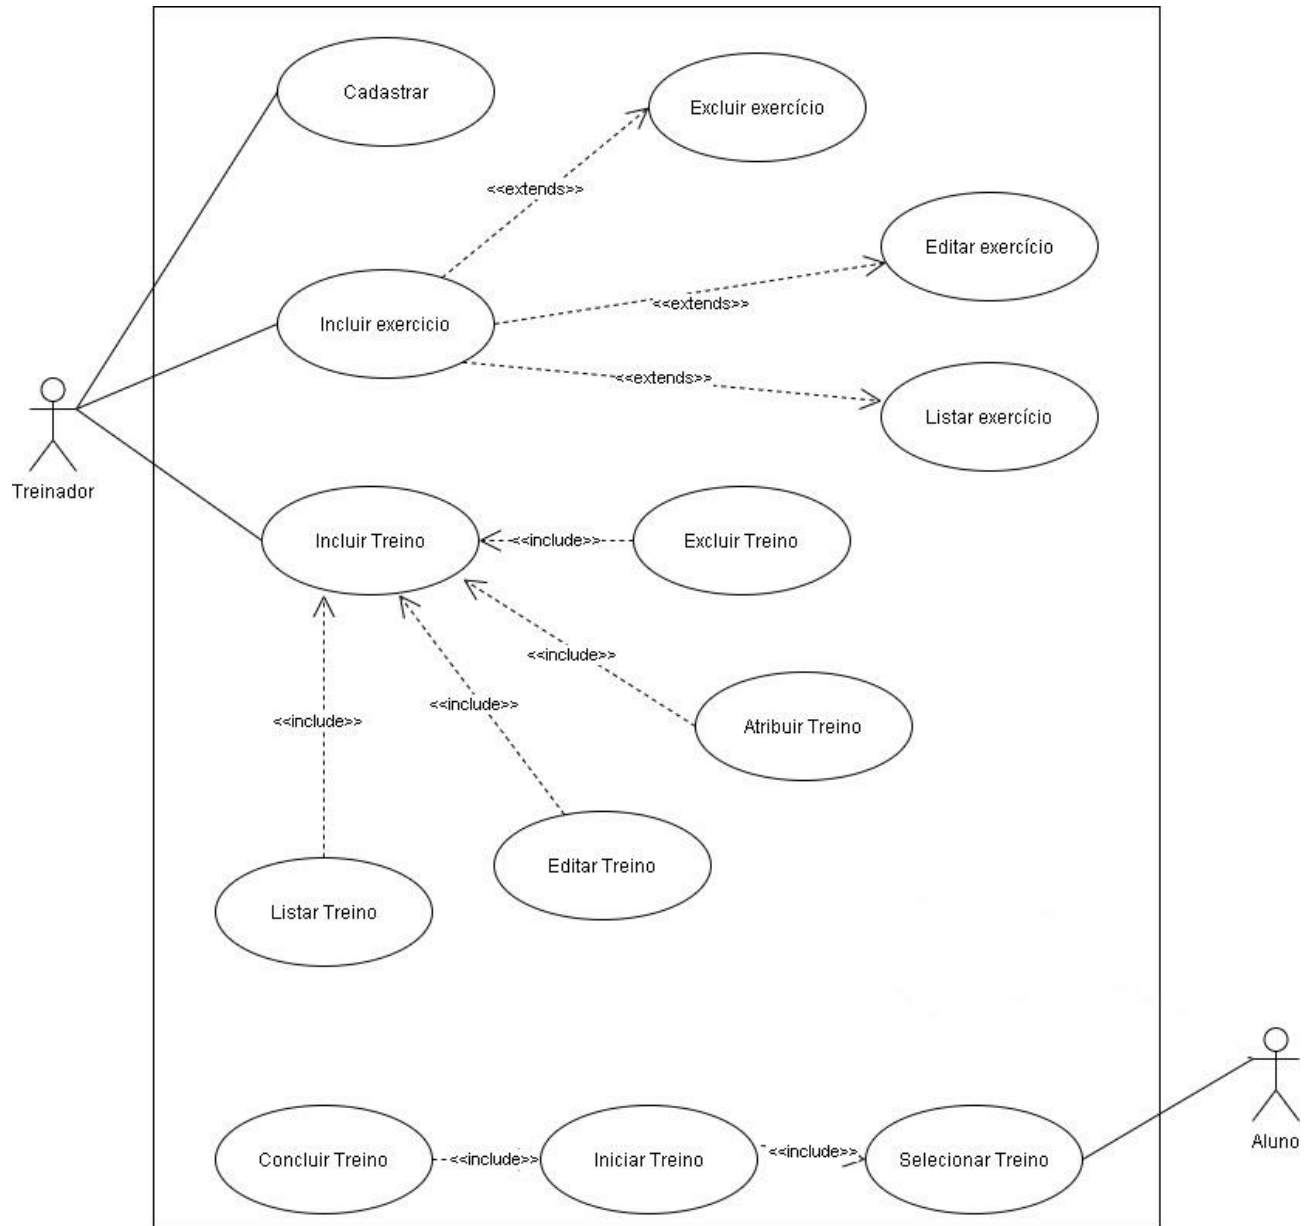 Cadastrar
Excluir exercício
<<extends>>
Editar exercício
Incluir exercicio
<<extends>>
<<extends>>
Listar exercício
Treinador
Incluir Treino
<<include>>
Excluir Treino
<<include>>
<<include>>
<<include>>
Atribuir Treino
Editar Treino
Listar Treino
Concluir Treino
<<include>>
Iniciar Treino
<<include>>
Selecionar Treino
Aluno